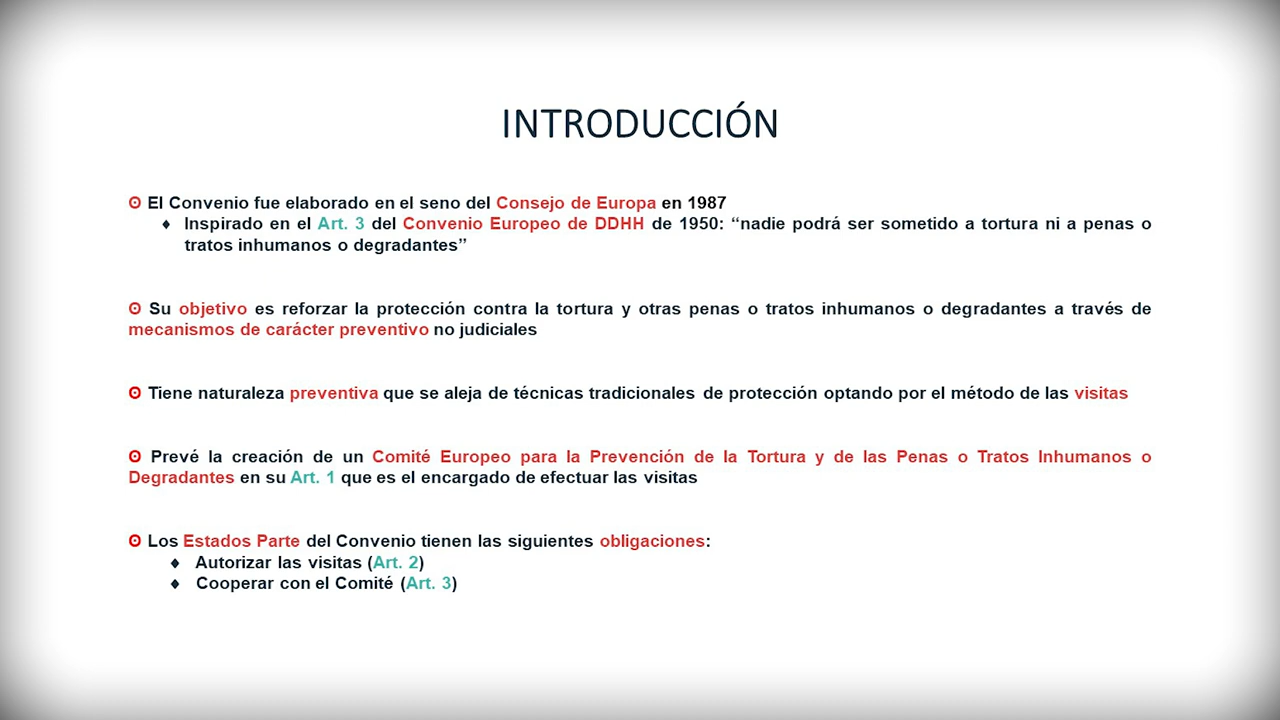 INTRODUCCIÓN
ʘ El Convenio fue elaborado en el seno del Consejo de Europa en 1987
♦ Inspirado en el Art. 3 del Convenio Europeo de DDHH de 1950: “nadie podrá ser sometido a tortura ni a penas o
tratos inhumanos o degradantes”
ʘ Su objetivo es reforzar la protección contra la tortura y otras penas o tratos inhumanos o degradantes a través de
mecanismos de carácter preventivo no judiciales
ʘ Tiene naturaleza preventiva que se aleja de técnicas tradicionales de protección optando por el método de las visitas
ʘ Prevé la creación de un Comité Europeo para la Prevención de la Tortura y de las Penas o Tratos Inhumanos o
Degradantes en su Art. 1 que es el encargado de efectuar las visitas
ʘ Los Estados Parte del Convenio tienen las siguientes obligaciones:
♦ Autorizar las visitas (Art. 2)
♦ Cooperar con el Comité (Art. 3)